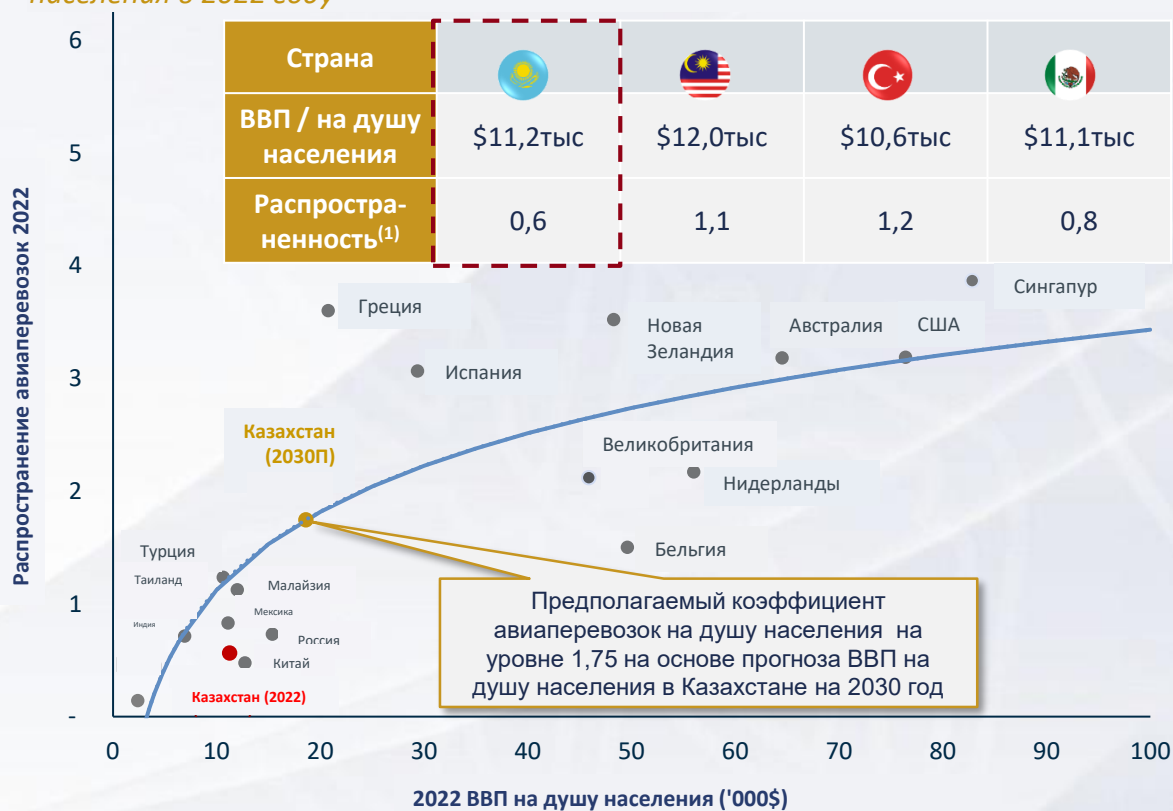 населения в 2022 году
Страна
ВВП / на душу
населения
$11,2тыс
$12,0тыс
$10,6тыс
$11,1тыс
Распростра-
ненность(1)
0,6
1,1
1,2
0,8
Распространение авиаперевозок 2022
6
5
4
3
2
1
-
Сингапур
Греция
Новая
Зеландия
Австралия
США
Испания
Казахстан
(2030П)
Великобритания
Нидерланды
Бельгия
Турция
Таиланд
Малайзия
Индия
Мексика
Россия
Китай
Казахстан (2022)
Предполагаемый коэффициент
авиаперевозок на душу населения на
уровне 1,75 на основе прогноза ВВП на
душу населения в Казахстане на 2030 год
0
10
20
30
40
50
60
70
80
90
100
2022 ВВП на душу населения ('000$)